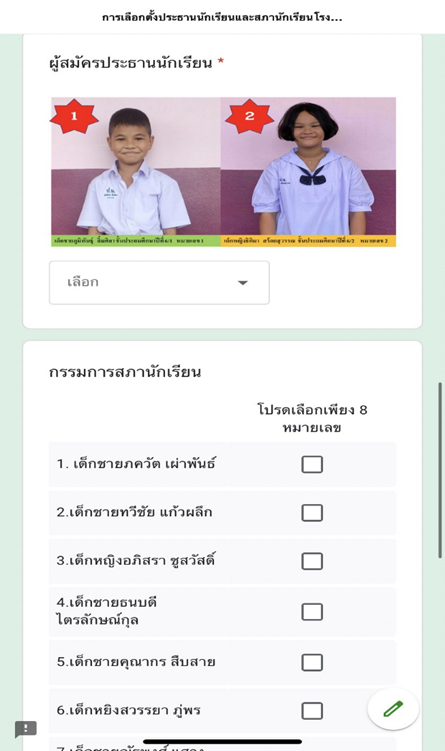 การเลือกตั้งประธานนักเรียนและสภานักเรียน โรง...
ผู้สมัครประธานนักเรียน *
1
2
เลือก
กรรมการสภานักเรียน
โปรดเลือกเพียง 8
หมายเลข
1. เด็กชายภควัต เผ่าพันธ์
2.เด็กชายทวีชัย แก้วผลึก
3.เด็กหญิงอภิสรา ชูสวัสดิ์
4.เด็กชายธนบดี
ไตรลักษณ์กุล
5.เด็กชายคุณากร สืบสาย
6.เด็กหยิงสวรรยา ภู่พร